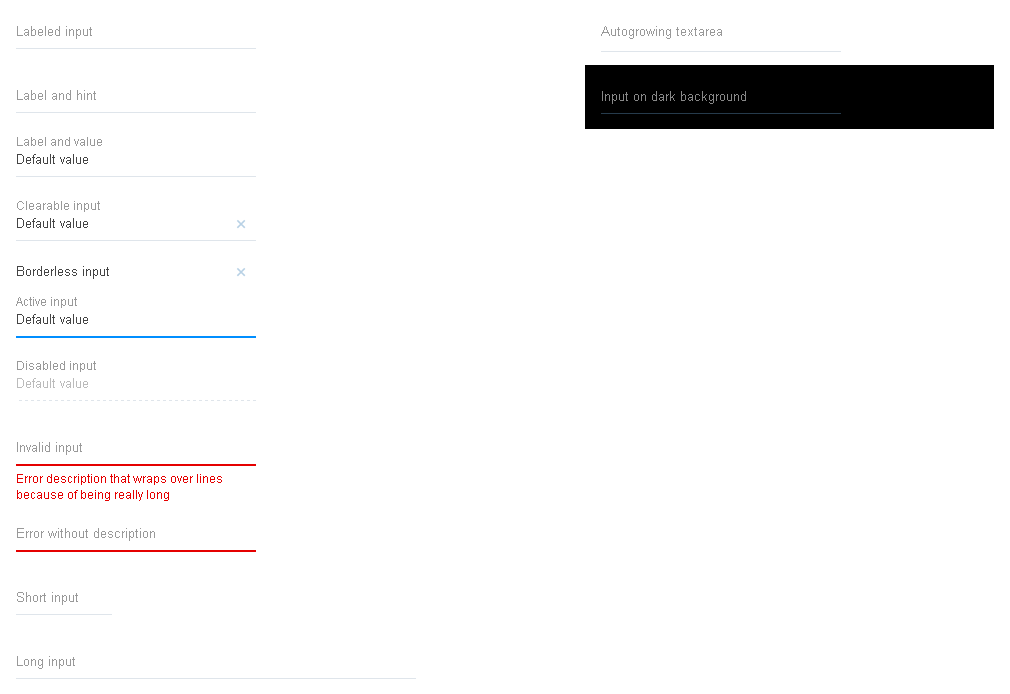 Labeled input
Label and hint
Label and value
Default value
Clearable input
Default value
Borderless input
Active input
Default value
Disabled input
Default value
Invalid input
Error description that wraps over lines
because of being really long
Error without description
Short input
Long input
Autogrowing textarea
Input on dark background